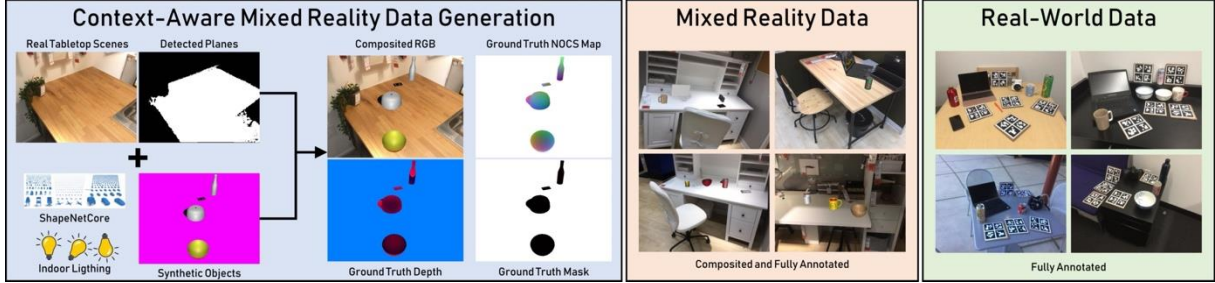 Context-Aware Mixed Reality Data Generation
Real Tabletop Scenes
Detected Planes
Composited RGB
Ground Truth NOCS Map
+
ShapeNetCore
Indoor Ligthing
Synthetic Objects
Ground Truth Depth
Ground Truth Mask
Mixed Reality Data
Composited and Fully Annotated
Real-World Data
Fully Annotated